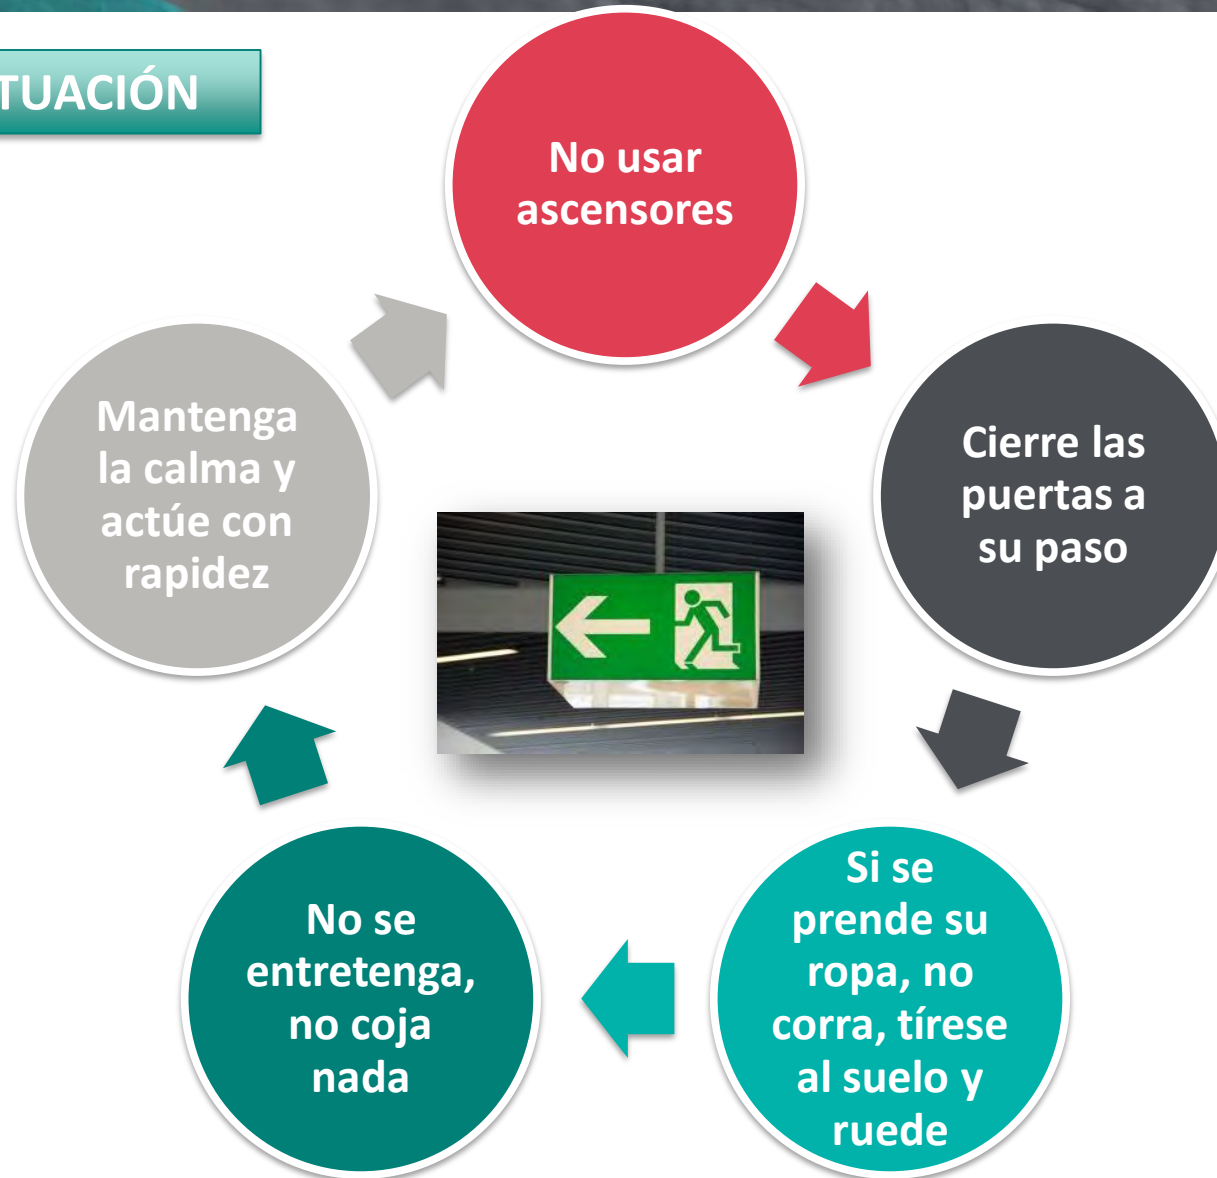 TUACIÓN
No usar
ascensores
Cierre las
puertas a
su paso
Si se
prende su
ropa, no
corra, tírese
al suelo y
ruede
No se
entretenga,
no coja
nada
Mantenga
la calma y
actúe con
rapidez